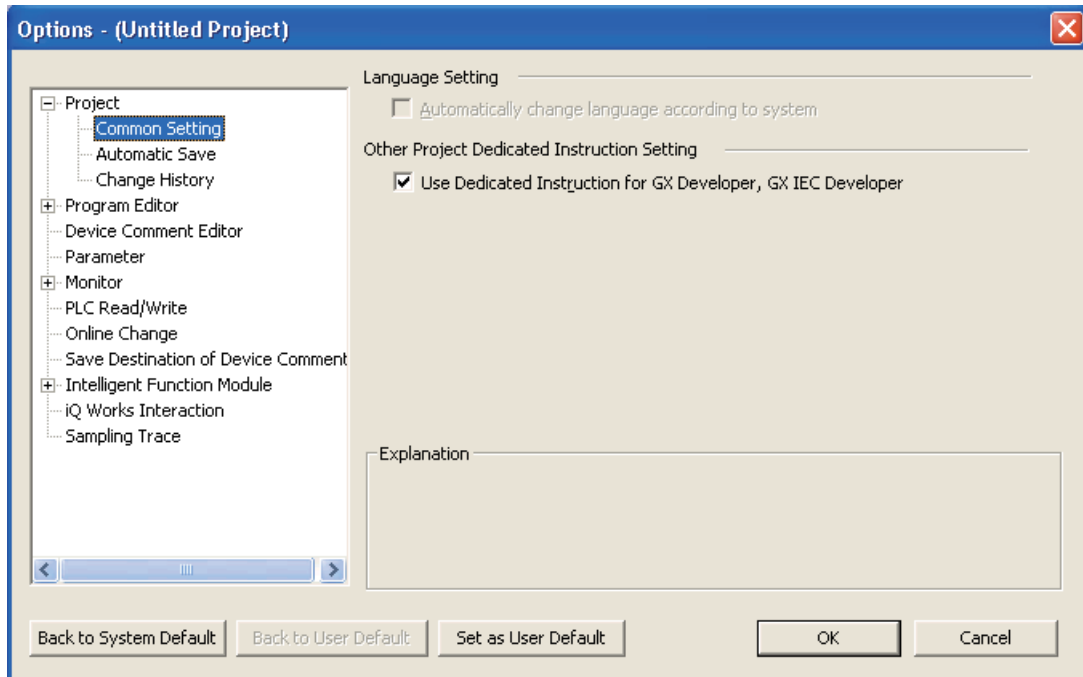 Options - (Untitled Project)
Project
Common Setting
Automatic Save
Change History
Program Editor
Device Comment Editor
Parameter
Monitor
PLC Read/Write
Online Change
Save Destination of Device Comment
Intelligent Function Module
iQ Works Interaction
Sampling Trace
Language Setting
Automatically change language according to system
Other Project Dedicated Instruction Setting
Use Dedicated Instruction for GX Developer, GX IEC Developer
Explanation
Back to System Default
Back to User Default
Set as User Default
OK
Cancel